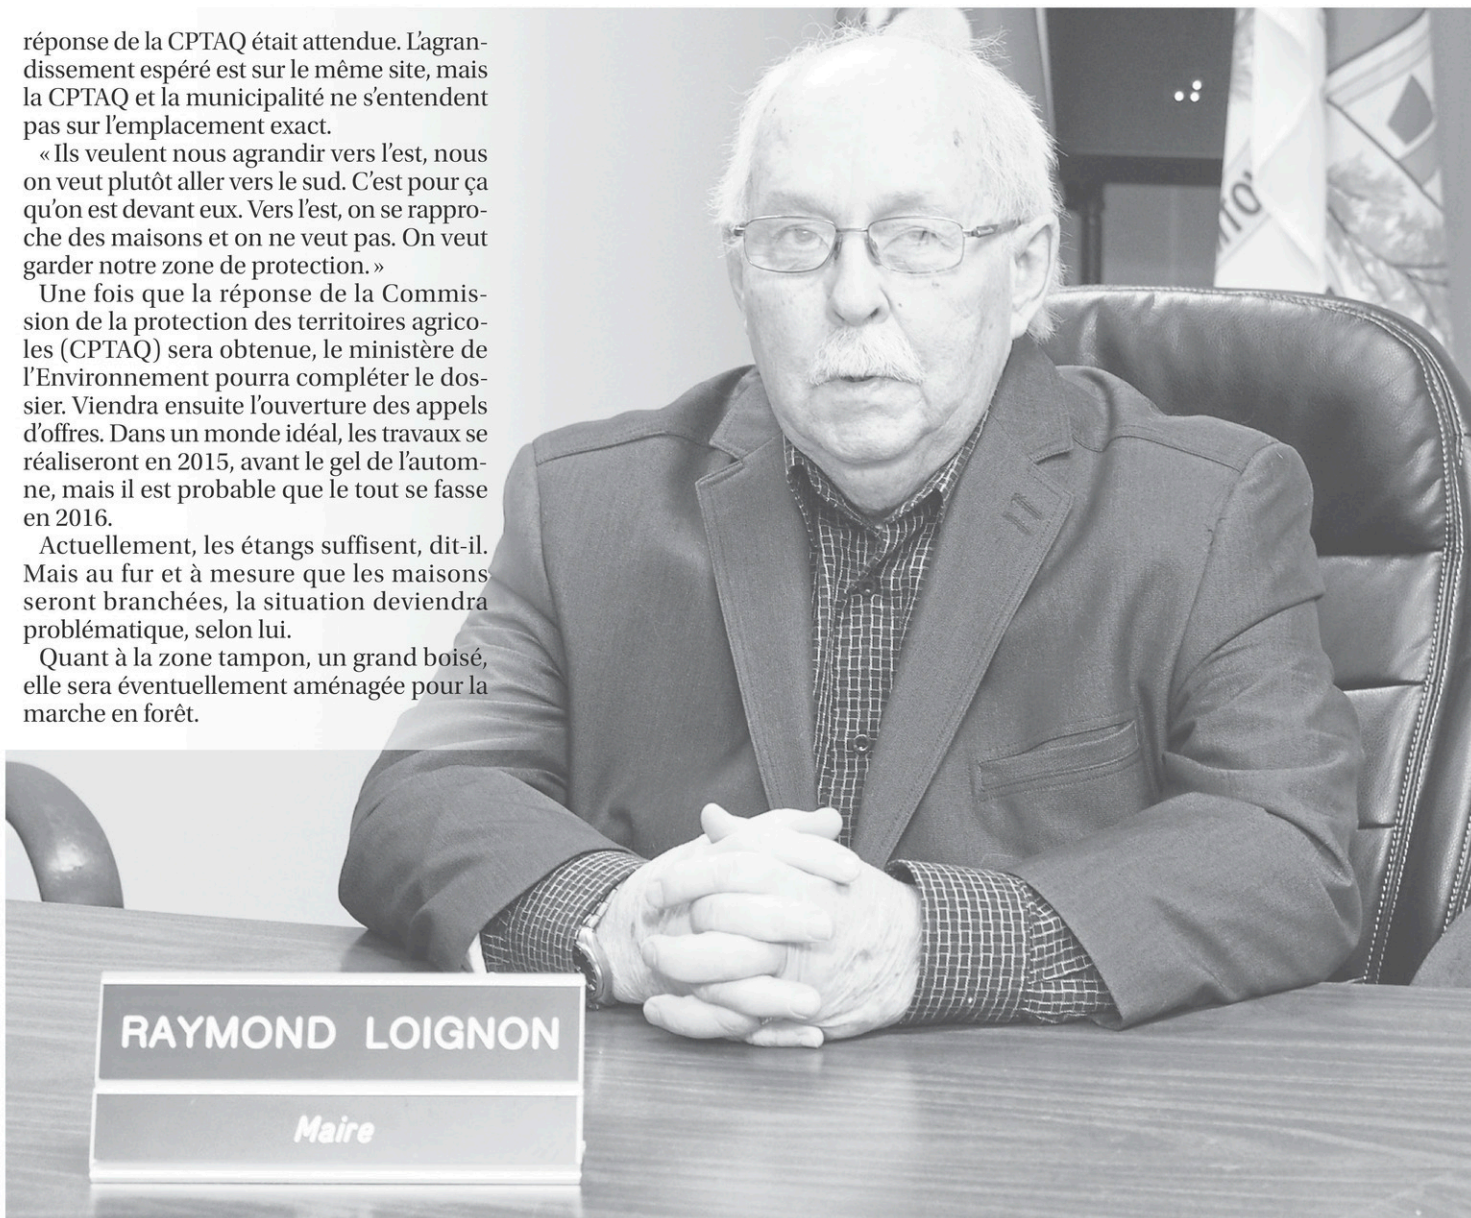 réponse de la CPTAQ était attendue. L'agran-
dissement espéré est sur le même site, mais
la CPTAQ et la municipalité ne s'entendent
pas sur l'emplacement exact.
« Ils veulent nous agrandir vers l'est, nous
on veut plutôt aller vers le sud. C'est pour ça
qu'on est devant eux. Vers l'est, on se rappro-
che des maisons et on ne veut pas. On veut
garder notre zone de protection. »
Une fois que la réponse de la Commis-
sion de la protection des territoires agrico-
les (CPTAQ) sera obtenue, le ministère de
l'Environnement pourra compléter le dos-
sier. Viendra ensuite l'ouverture des appels
d'offres. Dans un monde idéal, les travaux se
réaliseront en 2015, avant le gel de l'autom-
ne, mais il est probable que le tout se fasse
en 2016.
Actuellement, les étangs suffisent, dit-il.
Mais au fur et à mesure que les maisons
seront branchées, la situation deviendra
problématique, selon lui.
Quant à la zone tampon, un grand boisé,
elle sera éventuellement aménagée pour la
marche en forêt.
RAYMOND LOIGNON
Maire